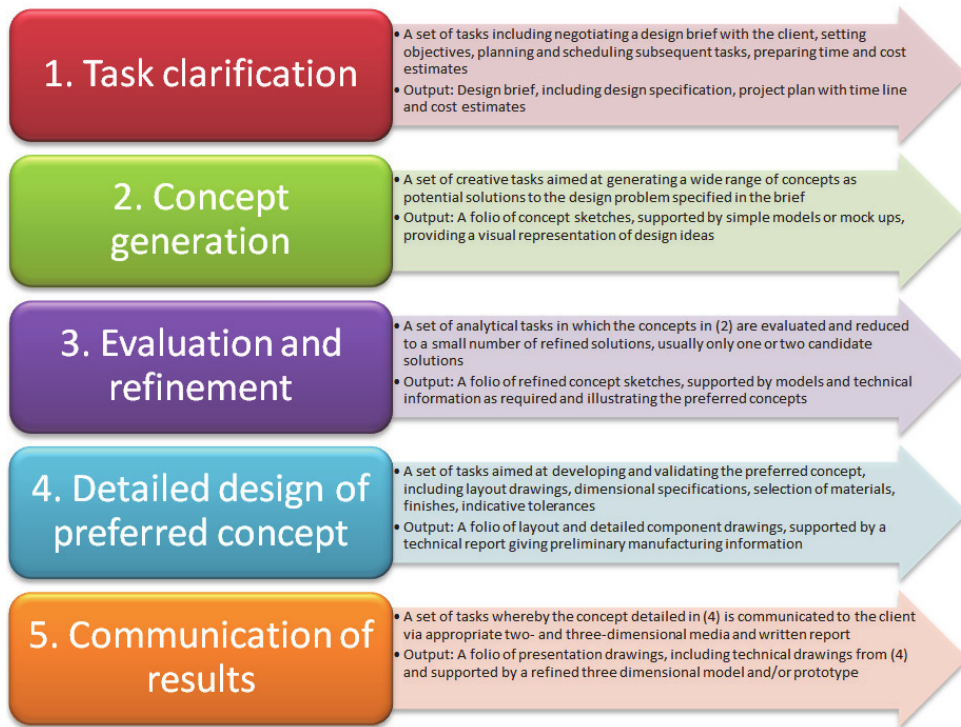 1. Task clarification
• A set of tasks including negotiating a design brief with the client, setting
objectives, planning and scheduling subsequent tasks, preparing time and cost
estimates
• Output: Design brief, including design specification, project plan with time line
and cost estimates
2. Concept
generation
• A set of creative tasks aimed at generating a wide range of concepts as
potential solutions to the design problem specified in the brief
• Output: A folio of concept sketches, supported by simple models or mock ups,
providing a visual representation of design ideas
3. Evaluation and
refinement
• A set of analytical tasks in which the concepts in (2) are evaluated and reduced
to a small number of refined solutions, usually only one or two candidate
solutions
• Output: A folio of refined concept sketches, supported by models and technical
information as required and illustrating the preferred concepts
4. Detailed design of
preferred concept
• A set of tasks aimed at developing and validating the preferred concept,
including layout drawings, dimensional specifications, selection of materials,
finishes, indicative tolerances
• Output: A folio of layout and detailed component drawings, supported by a
technical report giving preliminary manufacturing information
5. Communication of
results
• A set of tasks whereby the concept detailed in (4) is communicated to the client
via appropriate two- and three-dimensional media and written report
• Output: A folio of presentation drawings, including technical drawings from (4)
and supported by a refined three dimensional model and/or prototype